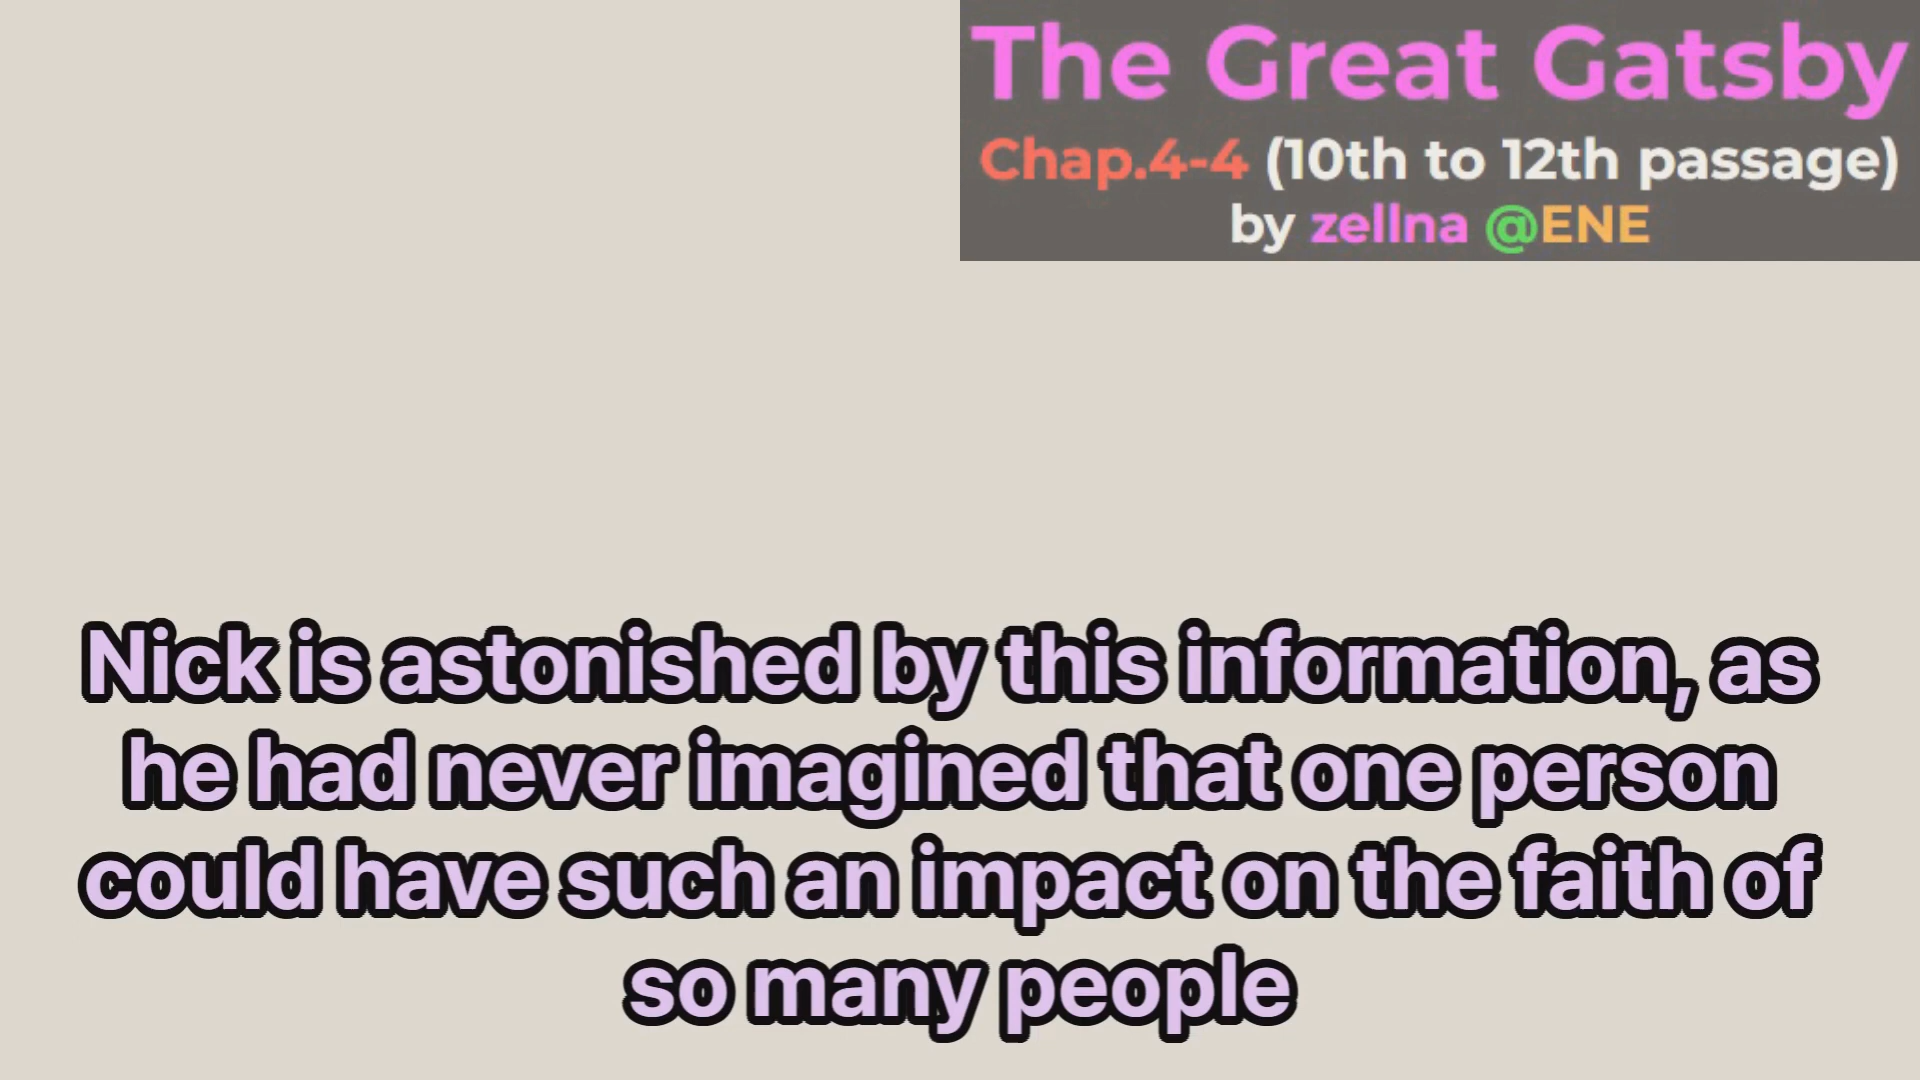 The Great Gatsby
Chap.4-4 (10th to 12th passage)
by zellna @ENE
Nick is astonished by this information, as
he had never imagined that one person
could have such an impact on the faith of
so many people